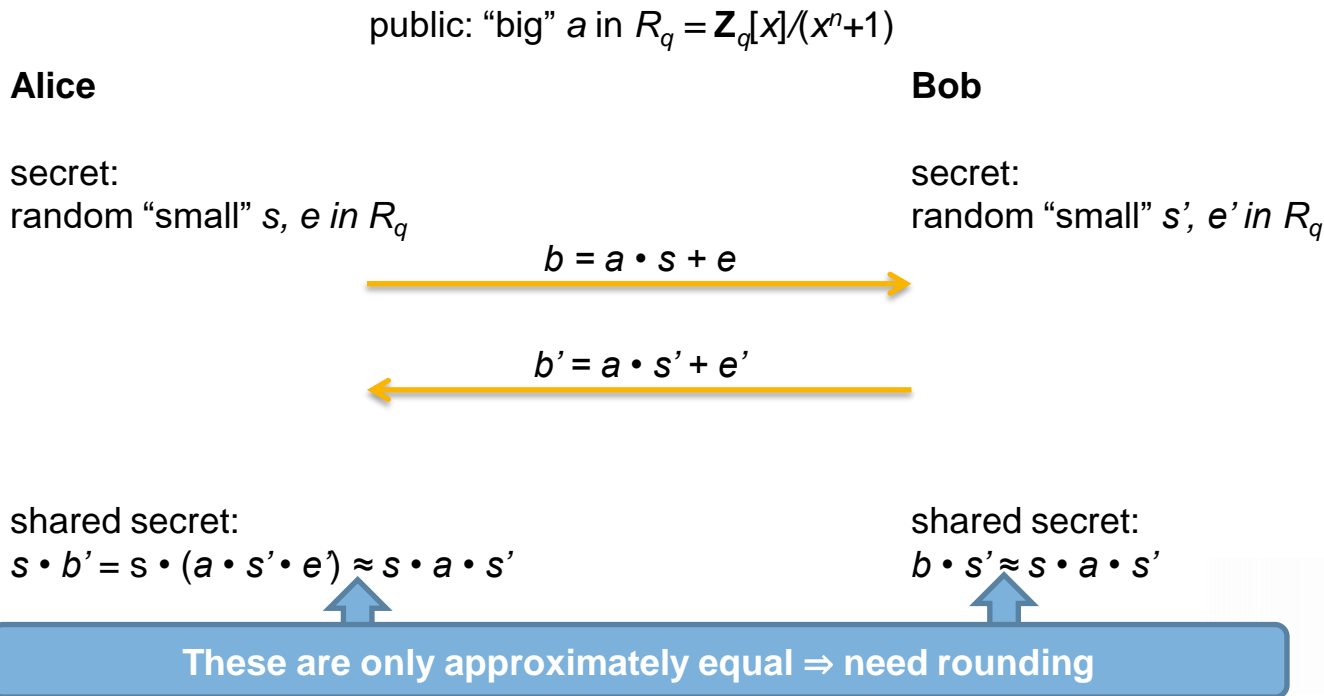 public: “big” a in R_q = Z_q[x]/(xⁿ+1)
Alice
Bob
secret:
random “small” s, e in R_q
secret:
random “small” s’, e’ in R_q
b = a • s + e
b’ = a • s’ + e’
shared secret:
s • b’ = s • (a • s’ • e’) ≈ s • a • s’
shared secret:
b • s’ ≈ s • a • s’
These are only approximately equal ⇒ need rounding